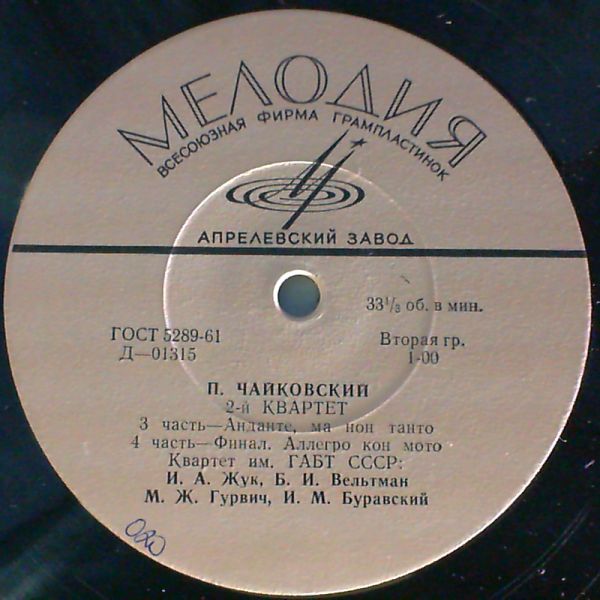 МЕЛОДИЯ
ВСЕСОЮЗНАЯ ФИРМА ГРАМПЛАСТИНОК
АПРЕЛЕВСКИЙ ЗАВОД
33⅓ об. в мин.
ГОСТ 5289-61
Вторая гр.
Д—01315
1-00
П. ЧАЙКОВСКИЙ
2-й КВАРТЕТ
3 часть—Анданте, ма нон танто
4 часть—Финал. Аллегро кон мото
Квартет им. ГАБТ СССР:
И. А. Жук, Б. И. Вельтман
М. Ж. Гурвич, И. М. Буравский